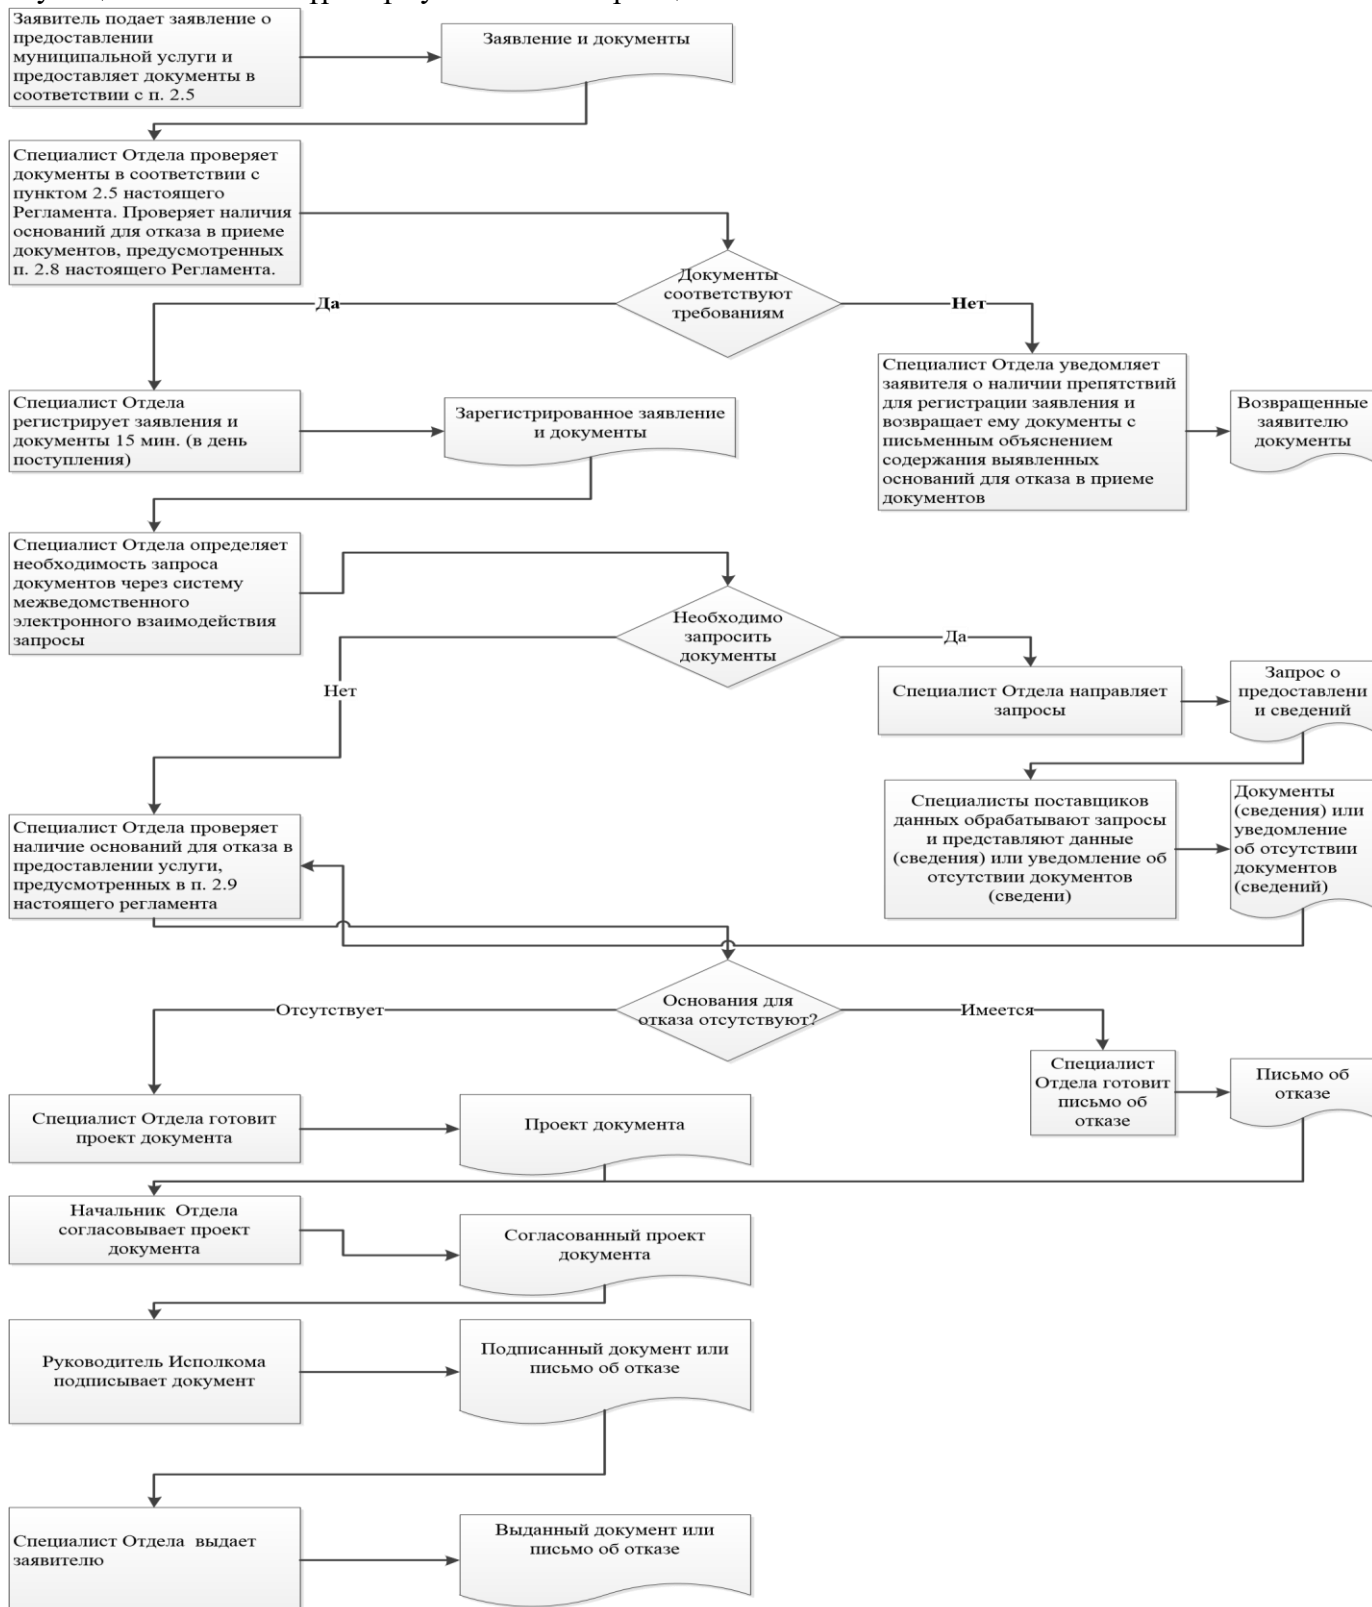 Заявитель подает заявление о
предоставлении
муниципальной услуги и
предоставляет документы в
соответствии с п. 2.5
Заявление и документы
Специалист Отдела проверяет
документы в соответствии с
пунктом 2.5 настоящего
Регламента. Проверяет наличия
оснований для отказа в приеме
документов, предусмотренных
п. 2.8 настоящего Регламента.
Документы
соответствуют
требованиям
Да
Нет
Специалист Отдела
регистрирует заявления и
документы 15 мин. (в день
поступления)
Зарегистрированное заявление
и документы
Специалист Отдела уведомляет
заявителя о наличии препятствий
для регистрации заявления и
возвращает ему документы с
письменным объяснением
содержания выявленных
оснований для отказа в приеме
документов
Возвращенные
заявителю
документы
Специалист Отдела определяет
необходимость запроса
документов через систему
межведомственного
электронного взаимодействия
запросы
Необходимо
запросить
документы
Да
Нет
Специалист Отдела направляет
запросы
Запрос о
предоставлени
и сведений
Специалисты поставщиков
данных обрабатывают запросы
и представляют данные
(сведения) или уведомление об
отсутствии документов
(сведени)
Документы
(сведения) или
уведомление
об отсутствии
документов
(сведений)
Специалист Отдела проверяет
наличие оснований для отказа в
предоставлении услуги,
предусмотренных в п. 2.9
настоящего регламента
Основания для
отказа отсутствуют?
Отсутствует
Имеется
Специалист
Отдела готовит
письмо об
отказе
Письмо об
отказе
Специалист Отдела готовит
проект документа
Проект документа
Начальник Отдела
согласовывает проект
документа
Согласованный проект
документа
Руководитель Исполкома
подписывает документ
Подписанный документ или
письмо об отказе
Специалист Отдела выдает
заявителю
Выданный документ или
письмо об отказе